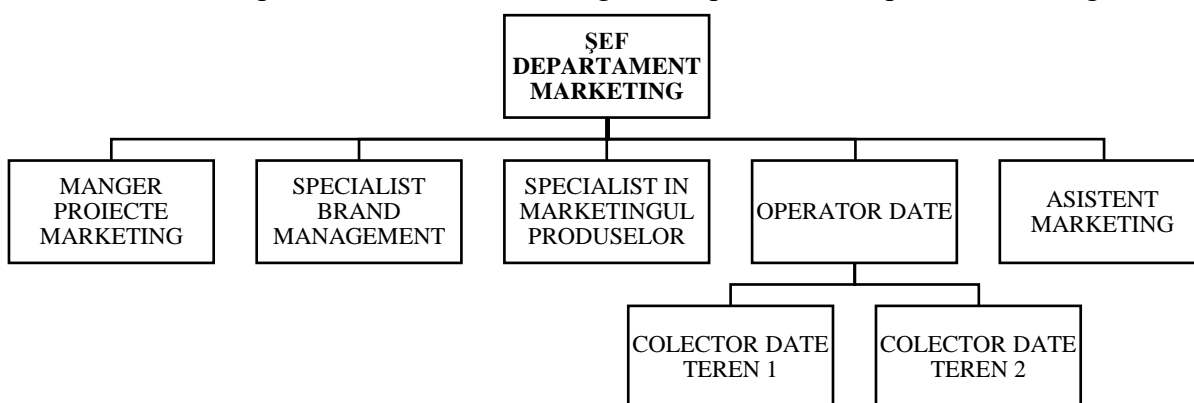 ŞEF
DEPARTAMENT
MARKETING
MANGER
PROIECTE
MARKETING
SPECIALIST
BRAND
MANAGEMENT
SPECIALIST IN
MARKETINGUL
PRODUSELOR
OPERATOR DATE
ASISTENT
MARKETING
COLECTOR DATE
TEREN 1
COLECTOR DATE
TEREN 2